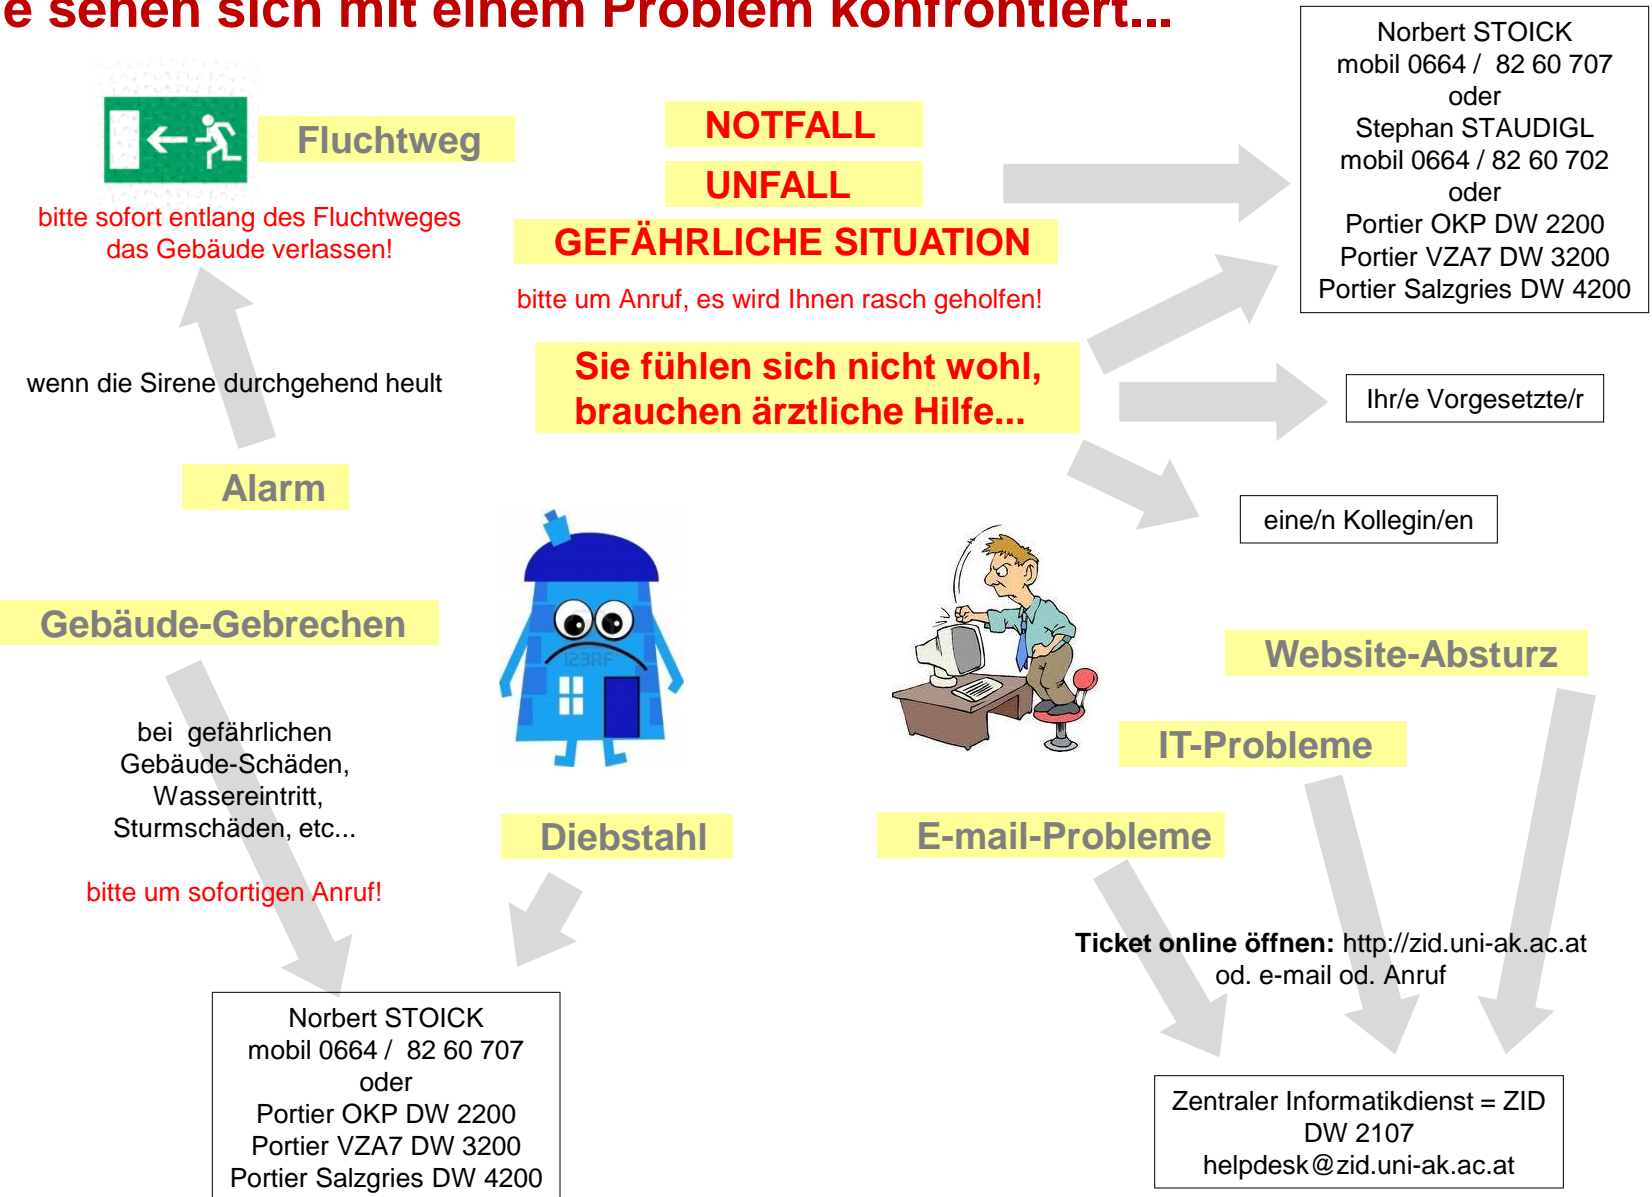 e sehen sich mit einem Problem konfrontiert...
Norbert STOICK
mobil 0664 / 82 60 707
oder
Stephan STAUDIGL
mobil 0664 / 82 60 702
oder
Portier OKP DW 2200
Portier VZA7 DW 3200
Portier Salzgries DW 4200
Fluchtweg
bitte sofort entlang des Fluchtweges
das Gebäude verlassen!
NOTFALL
UNFALL
GEFÄHRLICHE SITUATION
bitte um Anruf, es wird Ihnen rasch geholfen!
wenn die Sirene durchgehend heult
Sie fühlen sich nicht wohl,
brauchen ärztliche Hilfe...
Ihr/e Vorgesetzte/r
Alarm
eine/n Kollegin/en
Gebäude-Gebrechen
123RF
Website-Absturz
bei gefährlichen
Gebäude-Schäden,
Wassereintritt,
Sturmschäden, etc...
IT-Probleme
Diebstahl
E-mail-Probleme
bitte um sofortigen Anruf!
Ticket online öffnen: http://zid.uni-ak.ac.at
od. e-mail od. Anruf
Norbert STOICK
mobil 0664 / 82 60 707
oder
Portier OKP DW 2200
Portier VZA7 DW 3200
Portier Salzgries DW 4200
Zentraler Informatikdienst = ZID
DW 2107
helpdesk@zid.uni-ak.ac.at